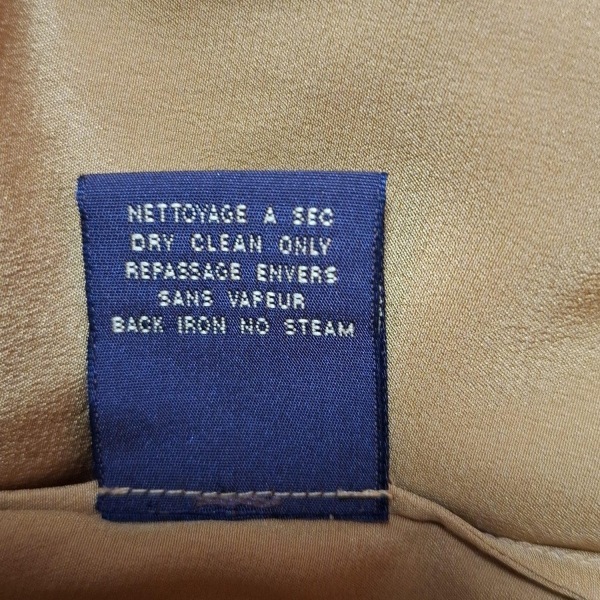 NETTOYAGE A SEC
DRY CLEAN ONLY
REPASSAGE ENVERS
SANS VAPEUR
BACK IRON NO STEAM